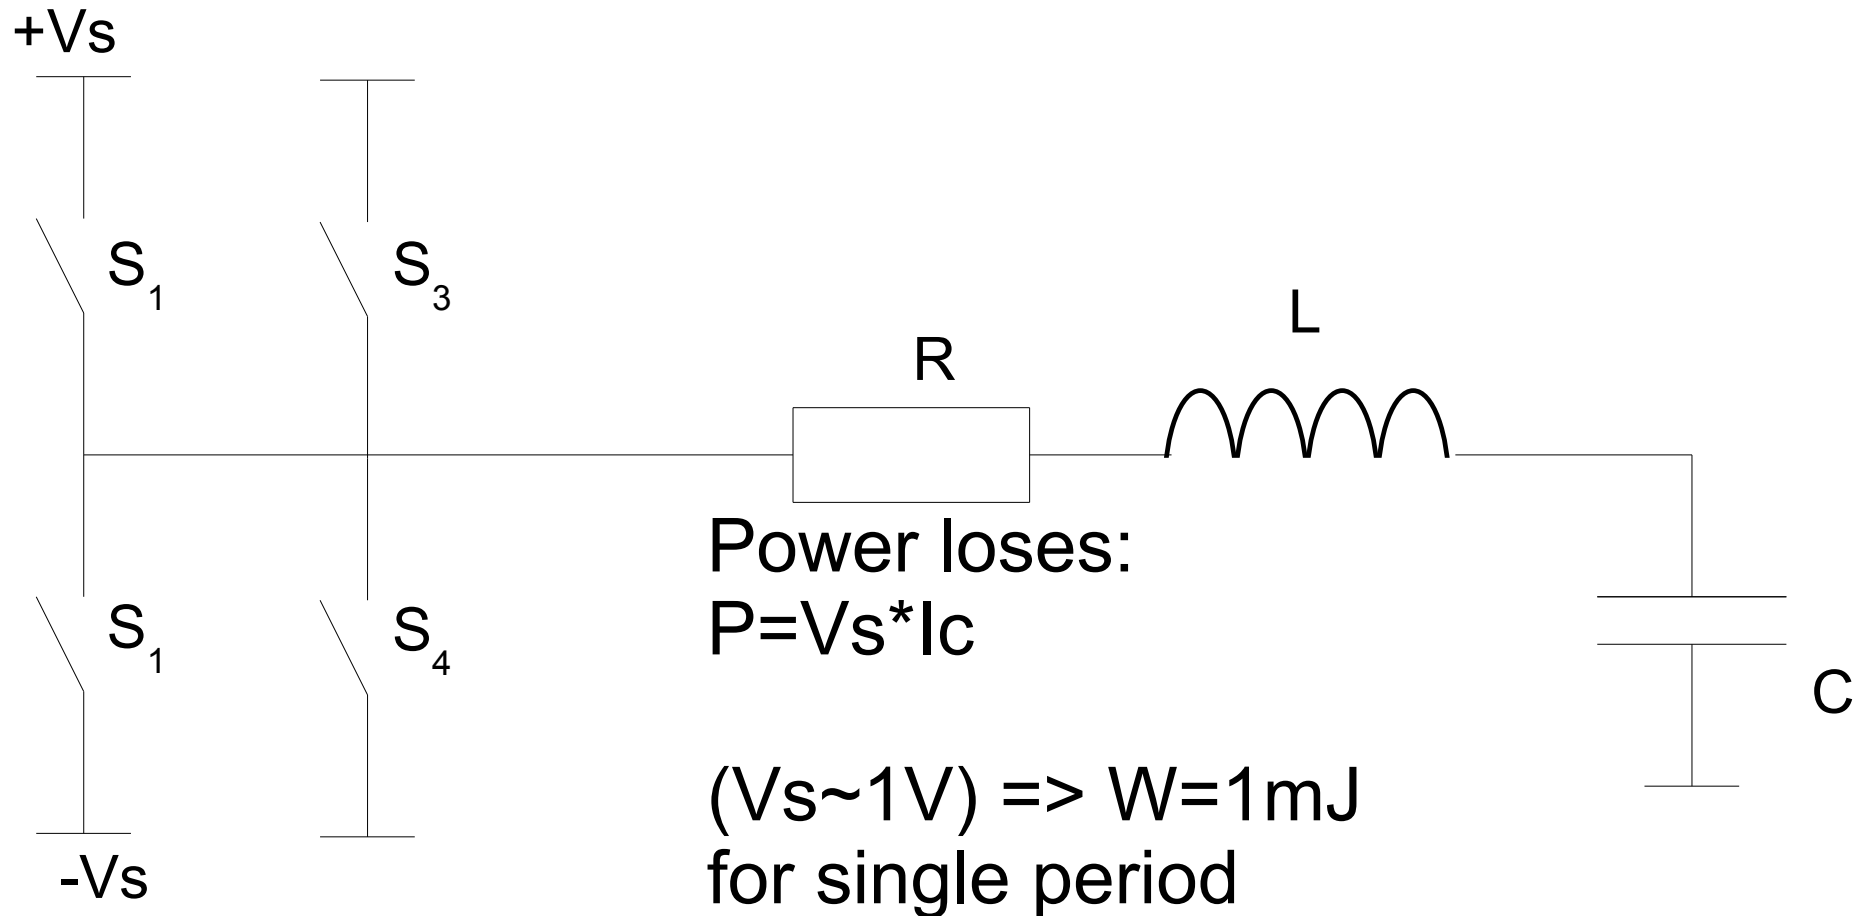 +Vs
S1
S3
L
R
Power loses:
P=Vs*Ic
S1
S4
C
(Vs~1V) => W=1mJ
for single period
-Vs